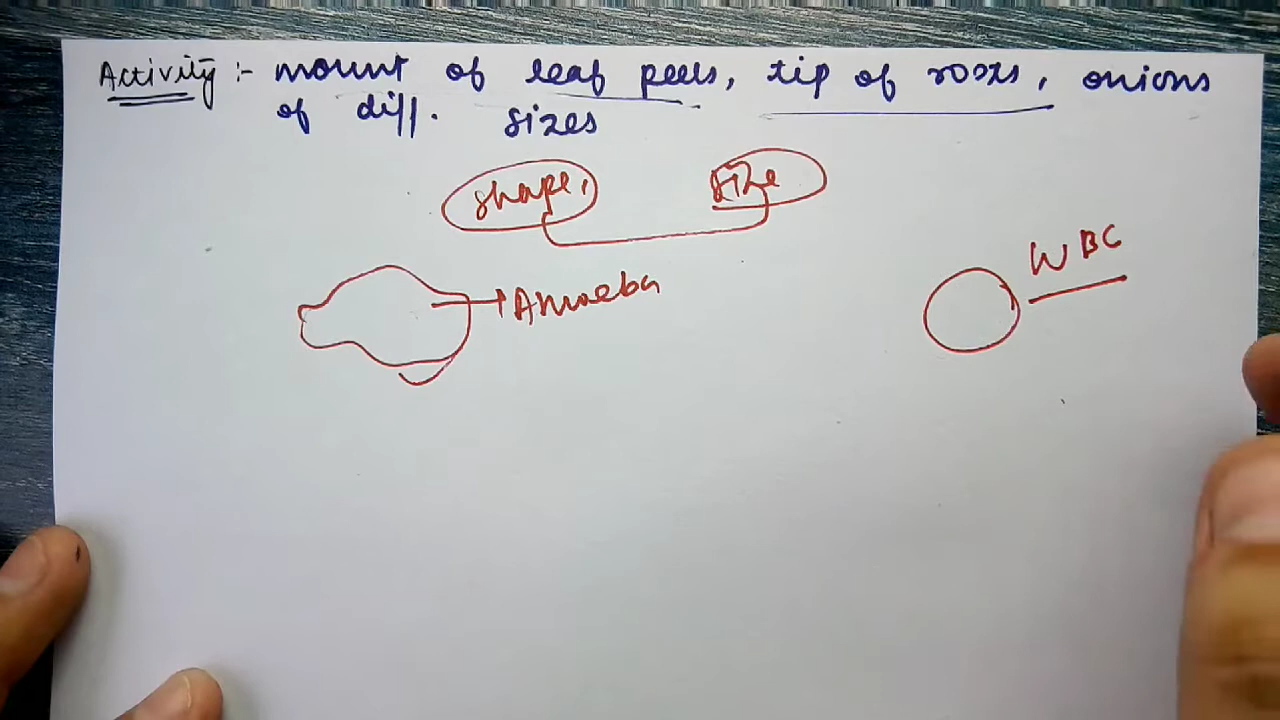 Activity :- mount of leaf peels, tip of roots, onions
of diff. sizes
shape, size
WBC
Amoeba